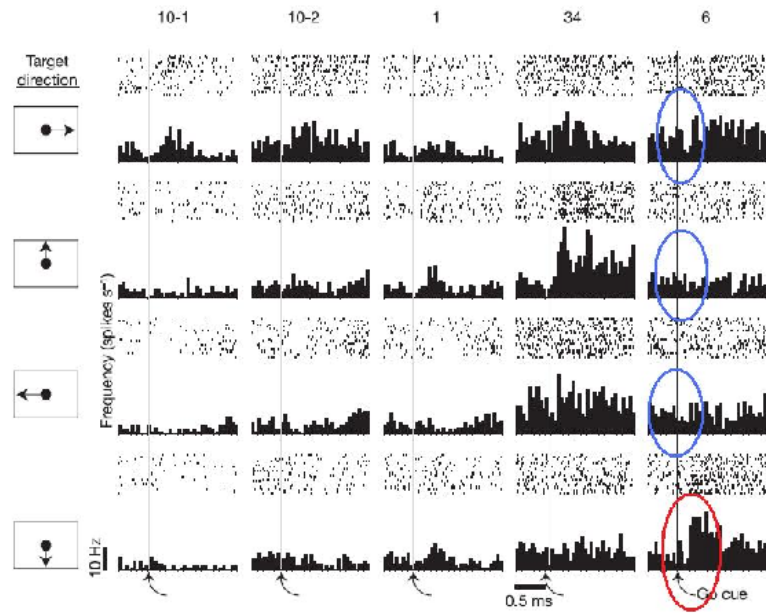 10-1 10-2 1 34 6
Target
direction
Frequency (spikes s⁻¹)
10 Hz
0.5 ms
Go cue